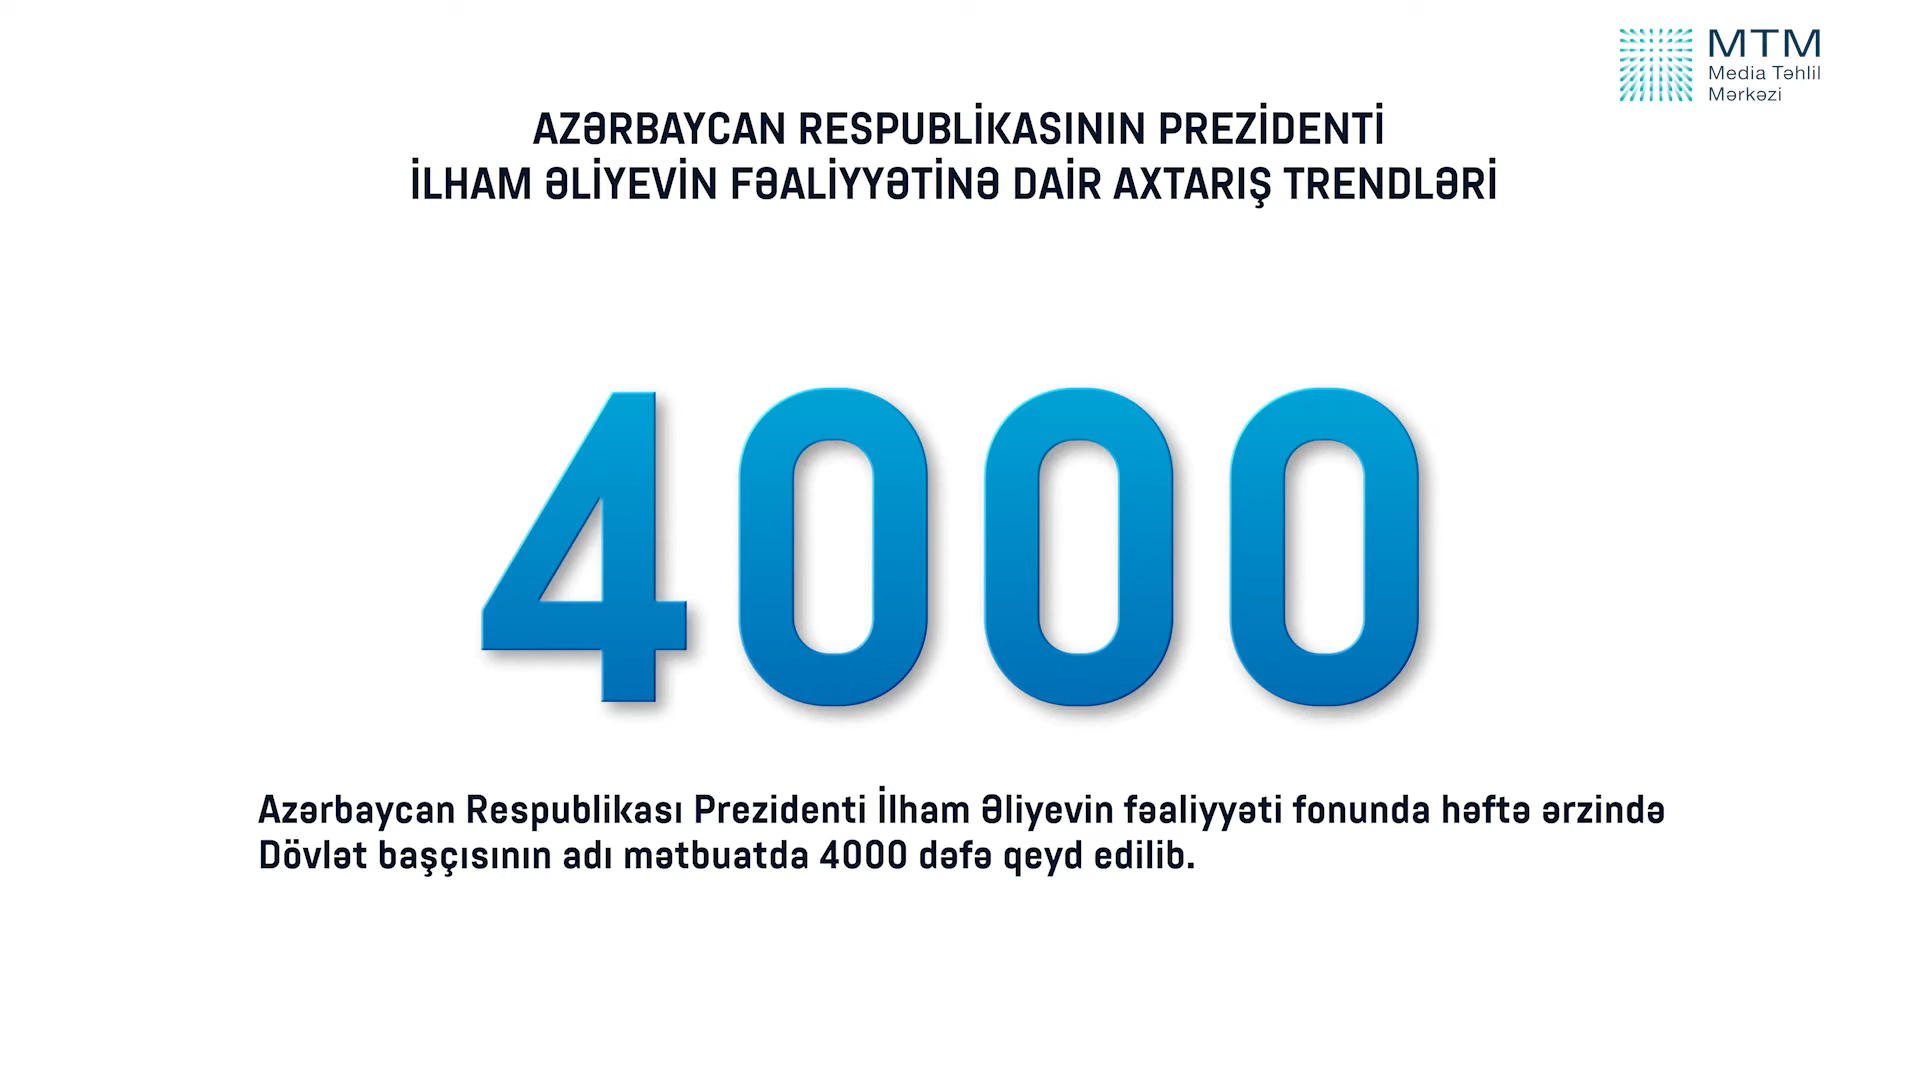 MTM
Media Təhlil
Mərkəzi
AZƏRBAYCAN RESPUBLİKASININ PREZİDENTİ
İLHAM ƏLİYEVİN FƏALİYYƏTİNƏ DAİR AXTARIŞ TRENDLƏRİ
4000
Azərbaycan Respublikası Prezidenti İlham Əliyevin fəaliyyəti fonunda həftə ərzində
Dövlət başçısının adı mətbuatda 4000 dəfə qeyd edilib.